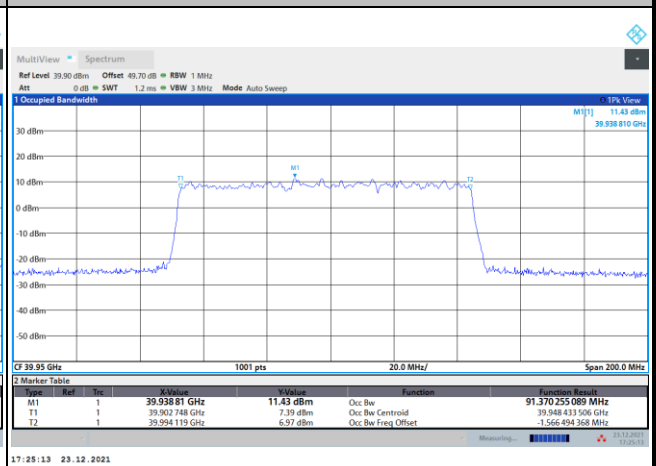 MultiView Spectrum
Ref Level 39.90 dBm Offset 49.70 dB RBW 1 MHz
Att 0 dB SWT 1.2 ms VBW 3 MHz Mode Auto Sweep
1 Occupied Bandwidth 1Pk View
M1[1] 11.43 dBm
39.938 810 GHz
30 dBm
20 dBm
M1
T1
T2
10 dBm
0 dBm
-10 dBm
-20 dBm
-30 dBm
-40 dBm
-50 dBm
CF 39.95 GHz 1001 pts 20.0 MHz/ Span 200.0 MHz
2 Marker Table
Type Ref Trc X-Value Y-Value Function Function Result
M1 1 39.93881 GHz 11.43 dBm Occ Bw 91.370 255 089 MHz
T1 1 39.902 748 GHz 7.39 dBm Occ Bw Centroid 39.948 433 506 GHz
T2 1 39.994 119 GHz 6.97 dBm Occ Bw Freq Offset -1.566 494 368 MHz
Measuring... 23.12.2021
17:25:13
17:25:13 23.12.2021